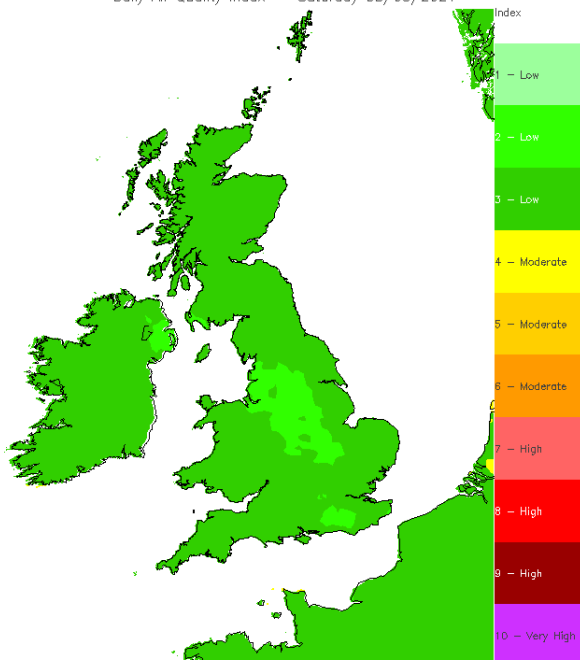 Index
1 - Low
2 - Low
3 - Low
4 - Moderate
5 - Moderate
6 - Moderate
7 - High
8 - High
9 - High
10 - Very High